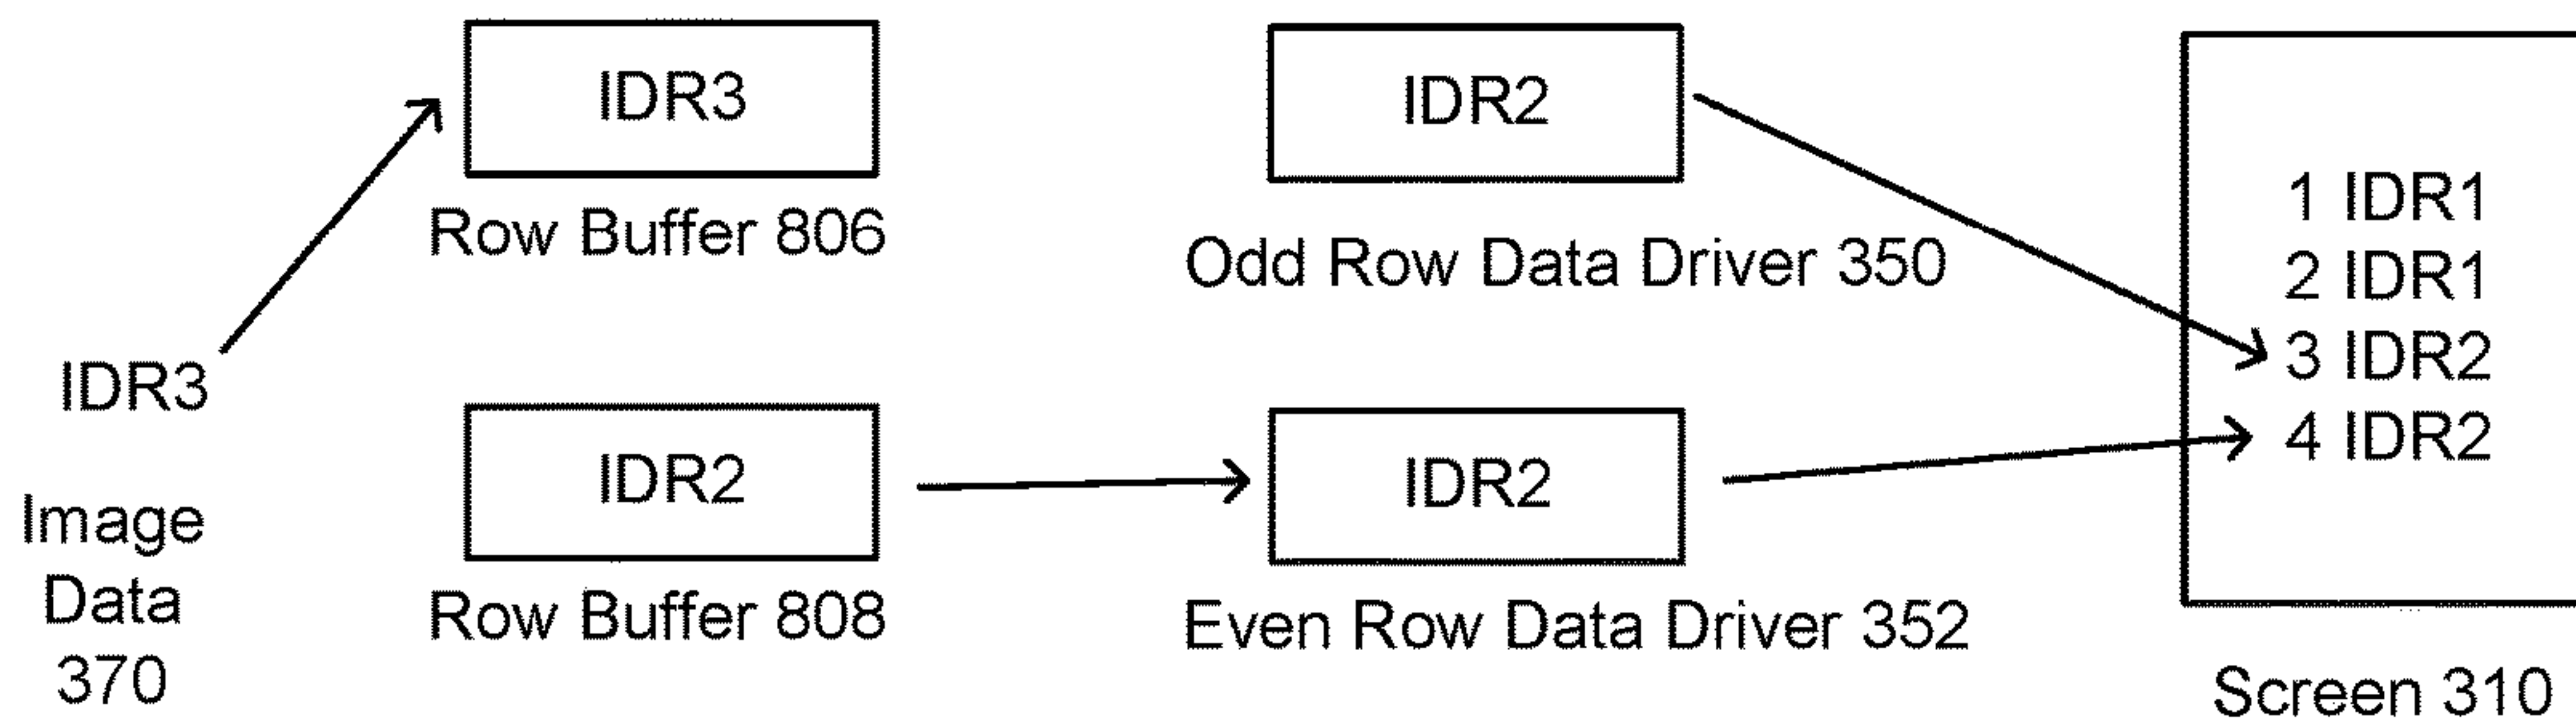 IDR3
Image
Data
370
IDR3
Row Buffer 806
IDR2
Row Buffer 808
IDR2
Odd Row Data Driver 350
IDR2
Even Row Data Driver 352
1 IDR1
2 IDR1
3 IDR2
4 IDR2
Screen 310